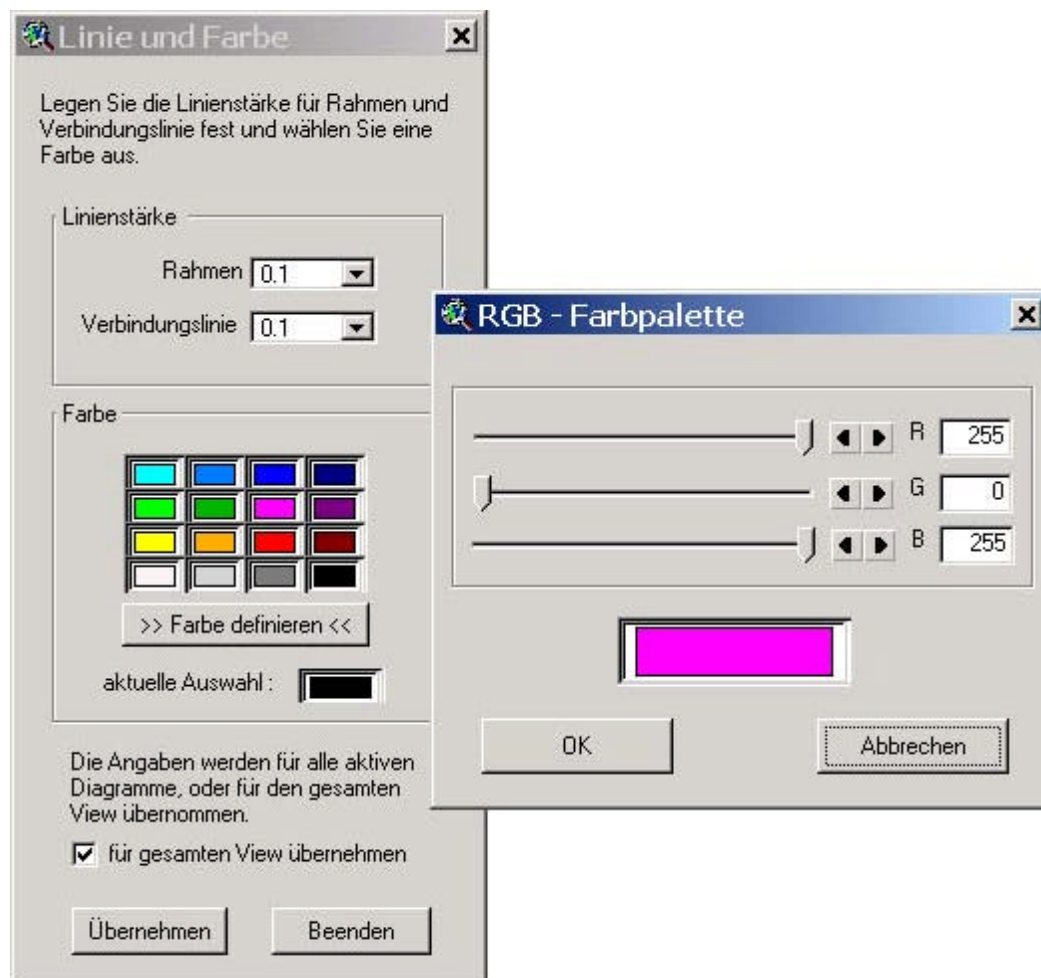 Linie und Farbe
Legen Sie die Linienstärke für Rahmen und
Verbindungslinie fest und wählen Sie eine
Farbe aus.
Linienstärke
Rahmen 0.1
Verbindungslinie 0.1
Farbe
>> Farbe definieren <<
aktuelle Auswahl :
Die Angaben werden für alle aktiven
Diagramme, oder für den gesamten
View übernommen.
für gesamten View übernehmen
Übernehmen Beenden
RGB - Farbpalette
R 255
G 0
B 255
OK Abbrechen